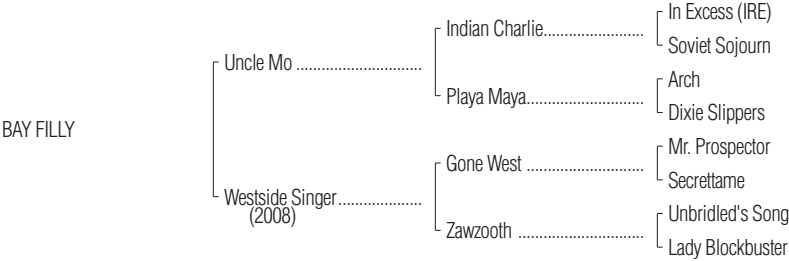 In Excess (IRE)
Indian Charlie........................
Soviet Sojourn
Uncle Mo ..............................
Arch
Playa Maya............................
Dixie Slippers
BAY FILLY
Mr. Prospector
Gone West ............................
Secrettame
Westside Singer....................
(2008)
Unbridled's Song
Zawzooth ..............................
Lady Blockbuster